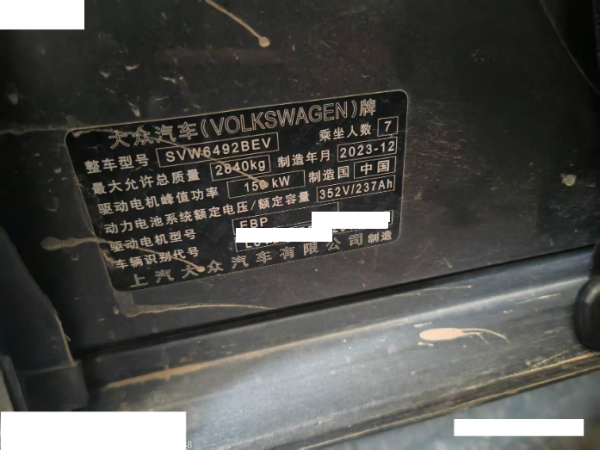 大众汽车(VOLKSWAGEN)牌
整车型号 SVW6492BEV 乘坐人数 7
最大允许总质量 2840kg 制造年月 2023-12
驱动电机峰值功率 150 kW 制造国 中国
动力电池系统额定电压/额定容量 352V/237Ah
驱动电机型号 EBP
车辆识别代号
上汽大众汽车有限公司 制造